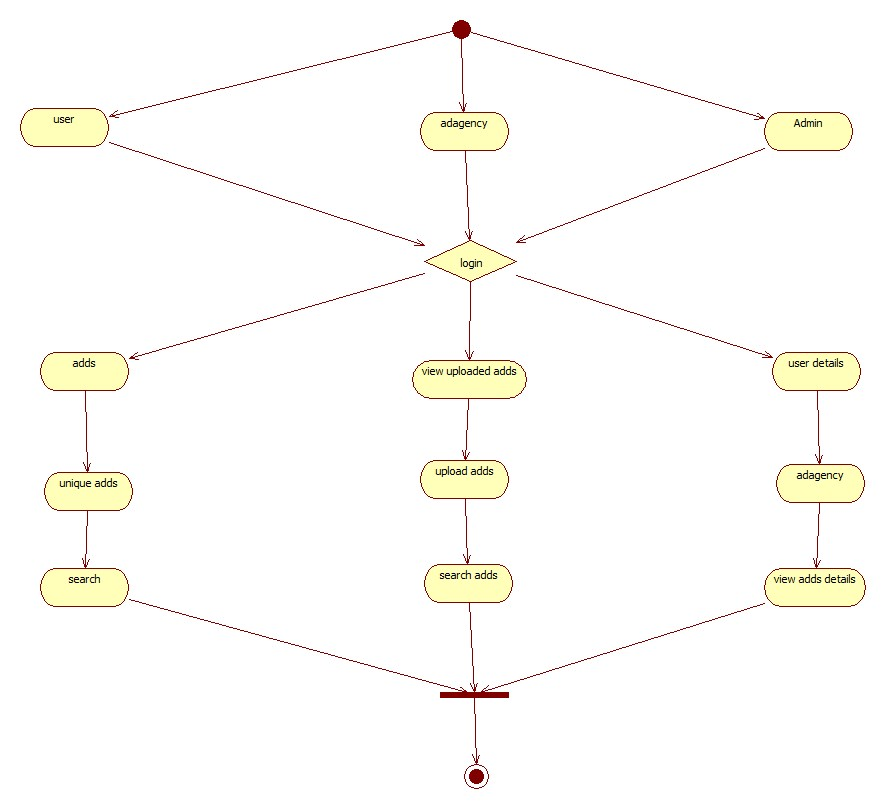 user
adagency
Admin
login
adds
view uploaded adds
user details
unique adds
upload adds
adagency
search
search adds
view adds details